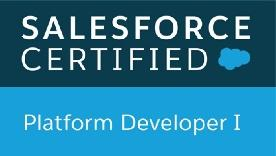 SALESFORCE
CERTIFIED
Platform Developer I